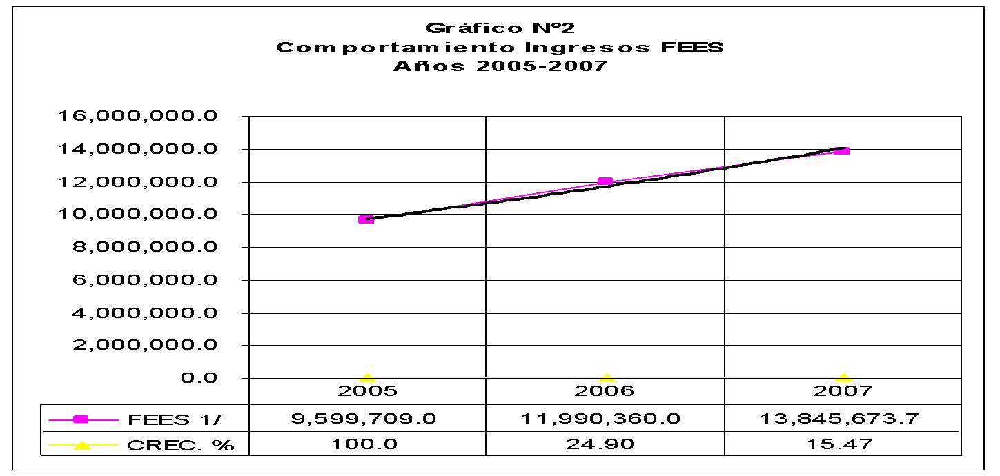 Gráfico Nº2
Comportamiento Ingresos FEES
Años 2005-2007
16,000,000.0
14,000,000.0
12,000,000.0
10,000,000.0
8,000,000.0
6,000,000.0
4,000,000.0
2,000,000.0
0.0
2005 2006 2007
FEES 1/ 9,599,709.0 11,990,360.0 13,845,673.7
CREC. % 100.0 24.90 15.47